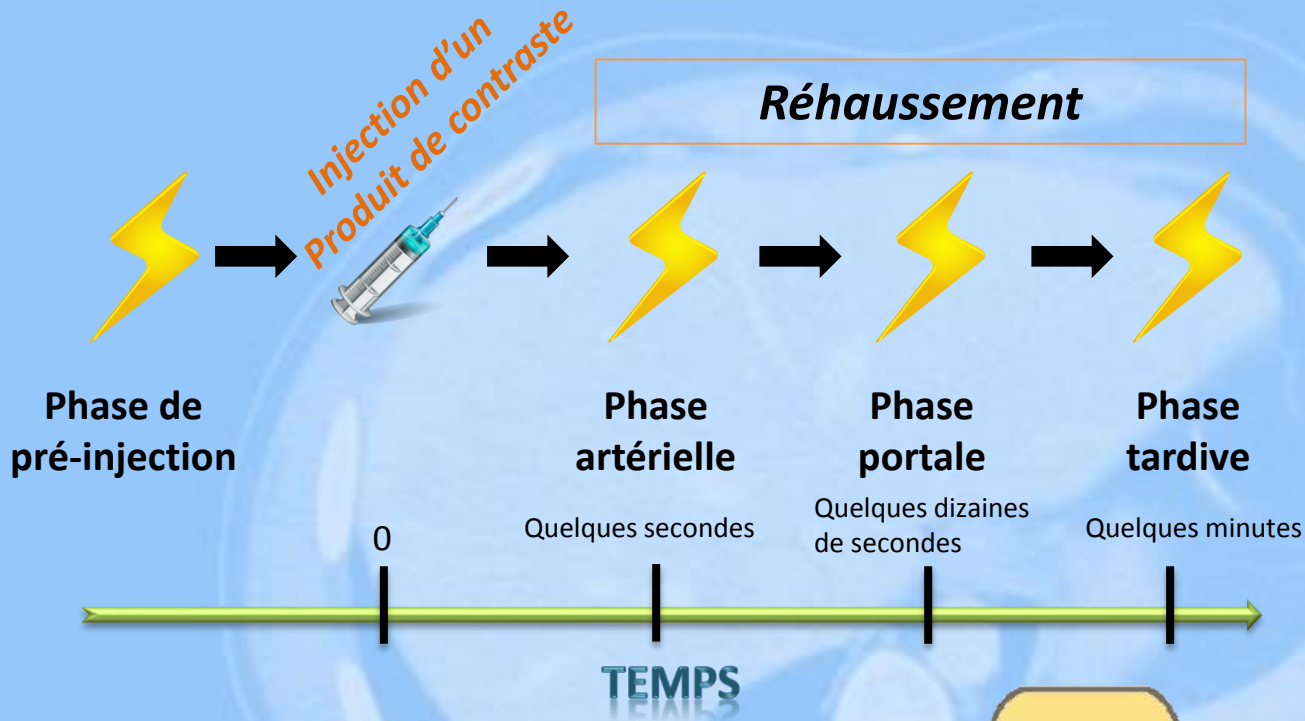 Injection d'un
Produit de contraste
Réhaussement
Phase de
pré-injection
Phase
artérielle
Phase
portale
Phase
tardive
0
Quelques secondes
Quelques dizaines
de secondes
Quelques minutes
TEMPS